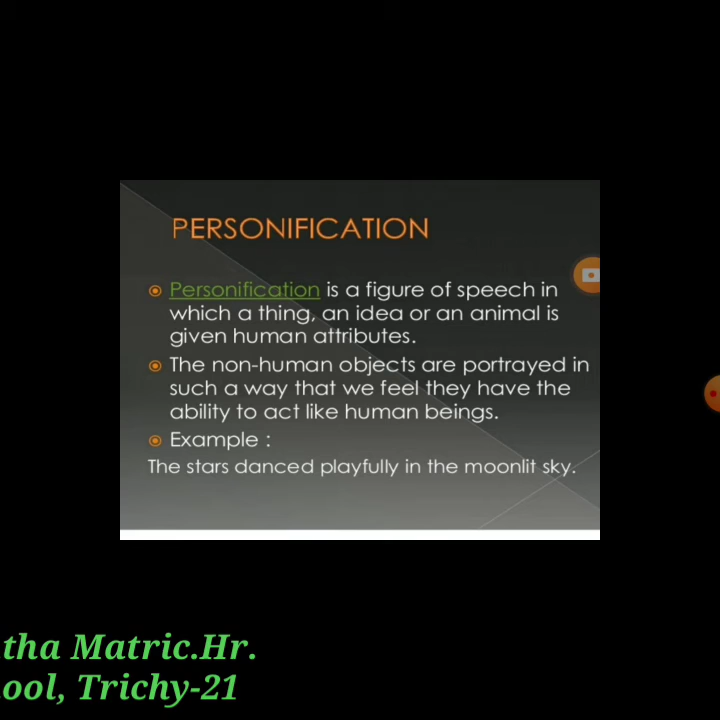 PERSONIFICATION
Personification is a figure of speech in
which a thing, an idea or an animal is
given human attributes.
The non-human objects are portrayed in
such a way that we feel they have the
ability to act like human beings.
Example :
The stars danced playfully in the moonlit sky.
tha Matric.Hr.
ool, Trichy-21